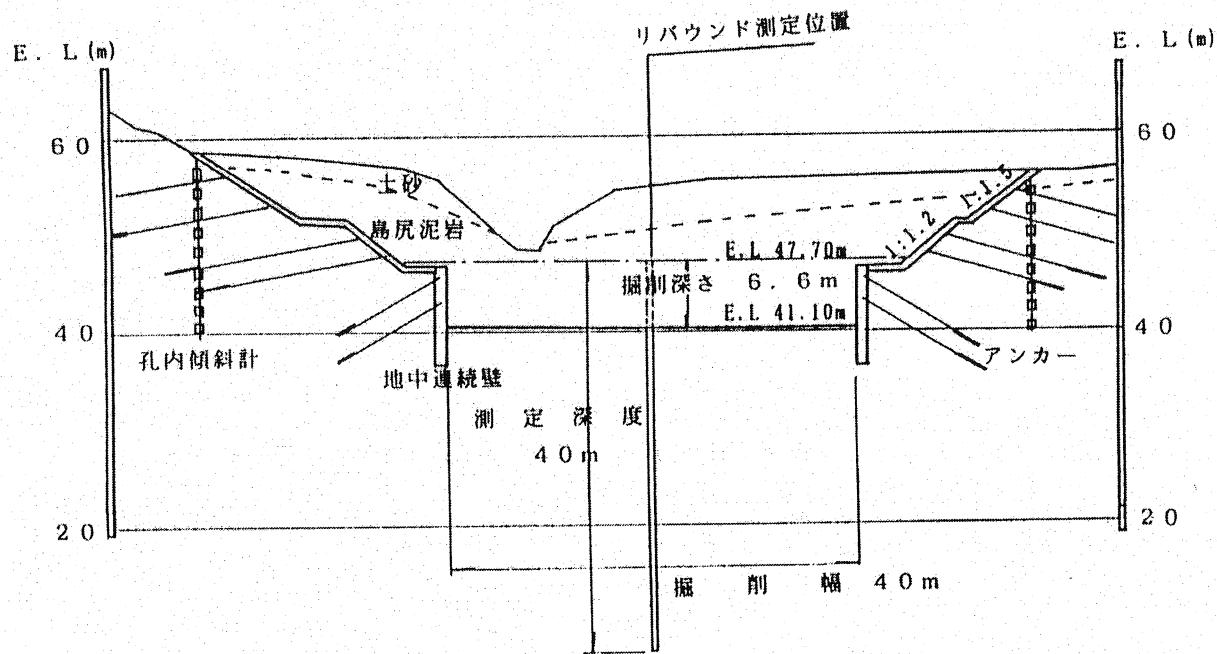 リバウンド測定位置
E. L (m)
E. L (m)
60
60
土砂
1:1.5
島尻泥岩
1:1.2
E.L 47.70m
掘削深さ 6.6m
E.L 41.10m
40
40
孔内傾斜計
アンカー
地中連続壁
測定深度
40m
20
20
掘削幅 40m